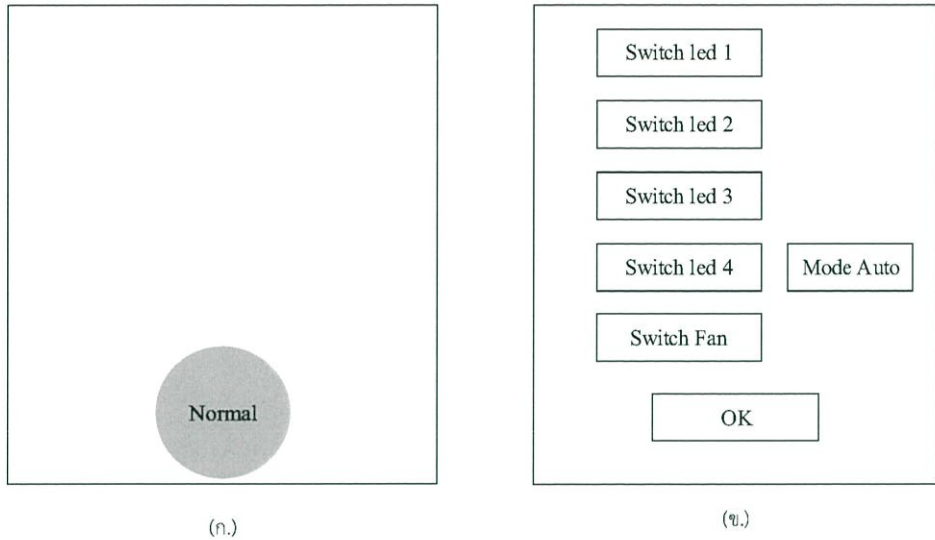 Normal
(ก.)
Switch led 1
Switch led 2
Switch led 3
Switch led 4
Mode Auto
Switch Fan
OK
(ข.)